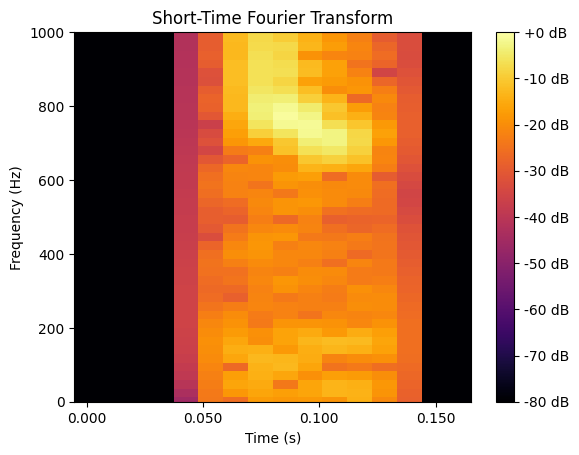 Short-Time Fourier Transform
1000
800
600
400
200
0
Frequency (Hz)
0.000
0.050
0.100
0.150
Time (s)
+0 dB
-10 dB
-20 dB
-30 dB
-40 dB
-50 dB
-60 dB
-70 dB
-80 dB